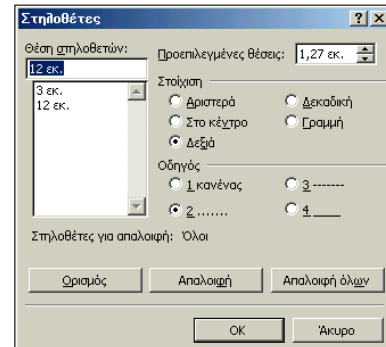 Στηλοθέτες
Θέση στηλοθετών:
12 εκ.
3 εκ.
12 εκ.
Προεπιλεγμένες θέσεις: 1,27 εκ.
Στοίχιση
Αριστερά Δεκαδική
Στο κέντρο Γραμμή
Δεξιά
Οδηγός
1 κανένας 3 -------
2 ....... 4 ____
Στηλοθέτες για απαλοιφή: Όλοι
Ορισμός Απαλοιφή Απαλοιφή όλων
OK Άκυρο